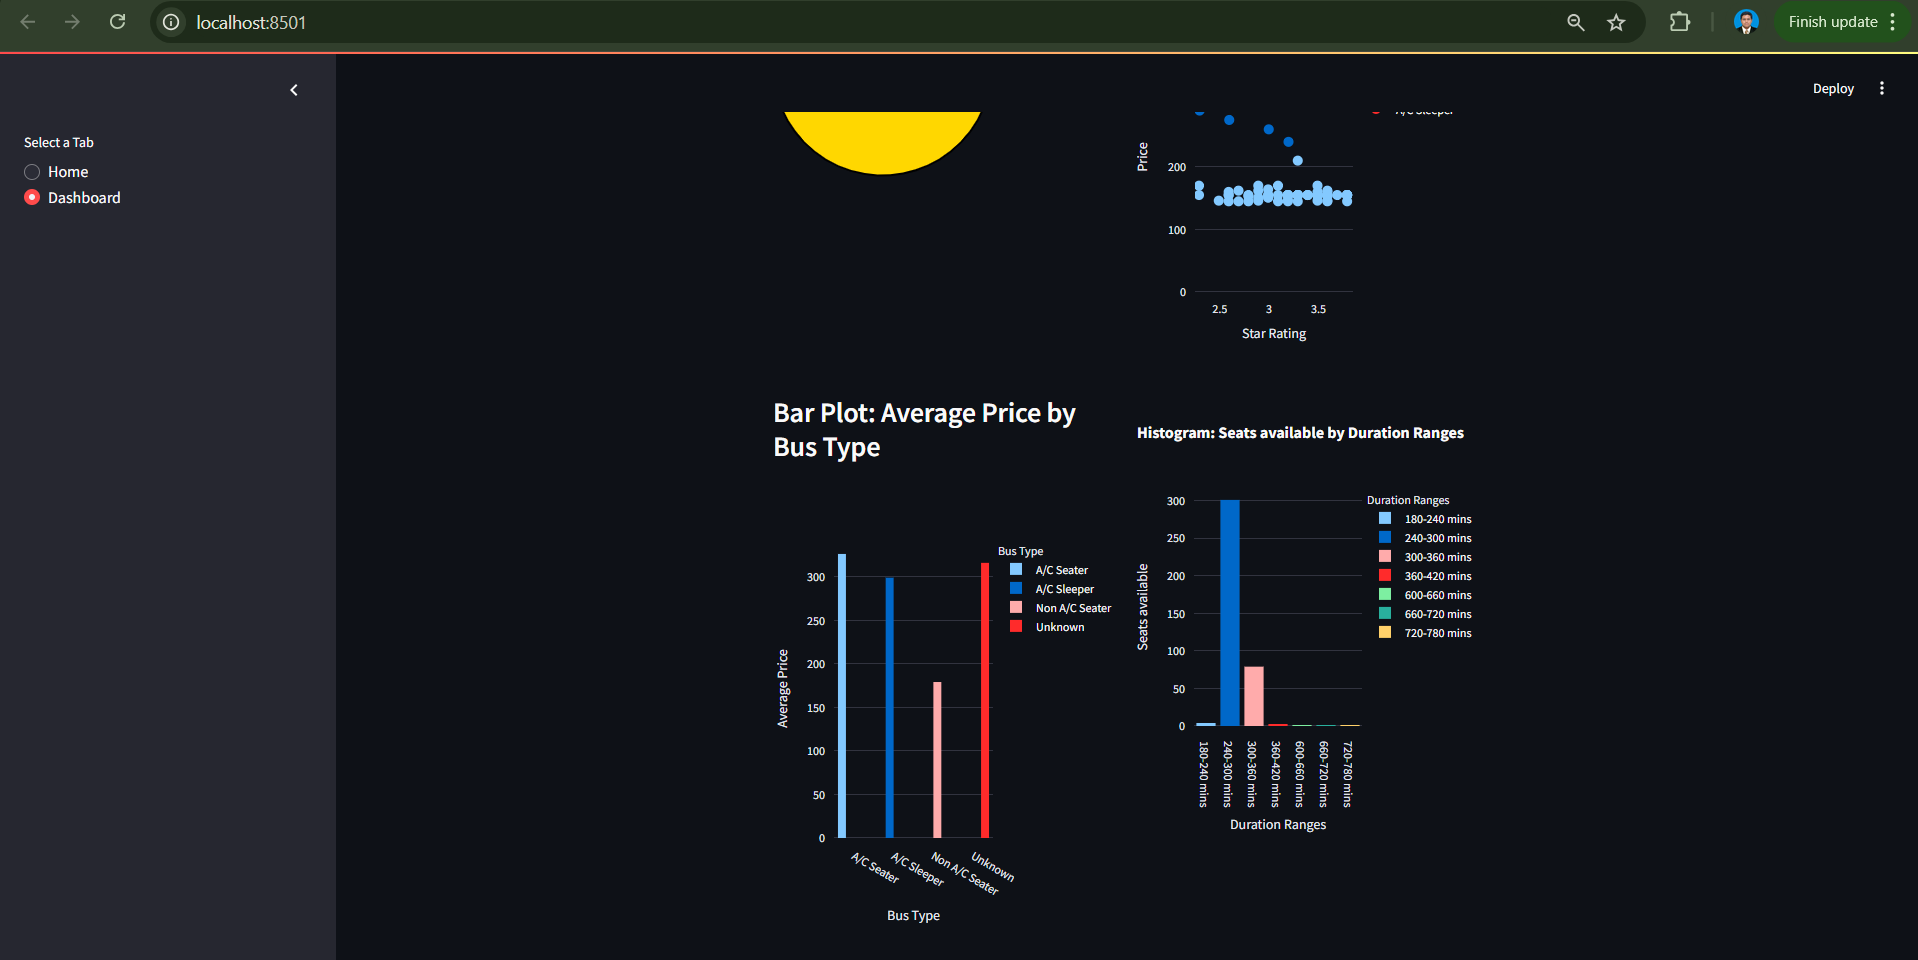 localhost:8501
Finish update
Deploy
Select a Tab
Home
Dashboard
A/C Sleeper
Price
200
100
0
2.5 3 3.5
Star Rating
Bar Plot: Average Price by
Bus Type
Bus Type
A/C Seater
A/C Sleeper
Non A/C Seater
Unknown
Average Price
300
250
200
150
100
50
0
A/C Seater
A/C Sleeper
Non A/C Seater
Unknown
Bus Type
Histogram: Seats available by Duration Ranges
Duration Ranges
180-240 mins
240-300 mins
300-360 mins
360-420 mins
600-660 mins
660-720 mins
720-780 mins
Seats available
300
250
200
150
100
50
0
180-240 mins
240-300 mins
300-360 mins
360-420 mins
600-660 mins
660-720 mins
720-780 mins
Duration Ranges